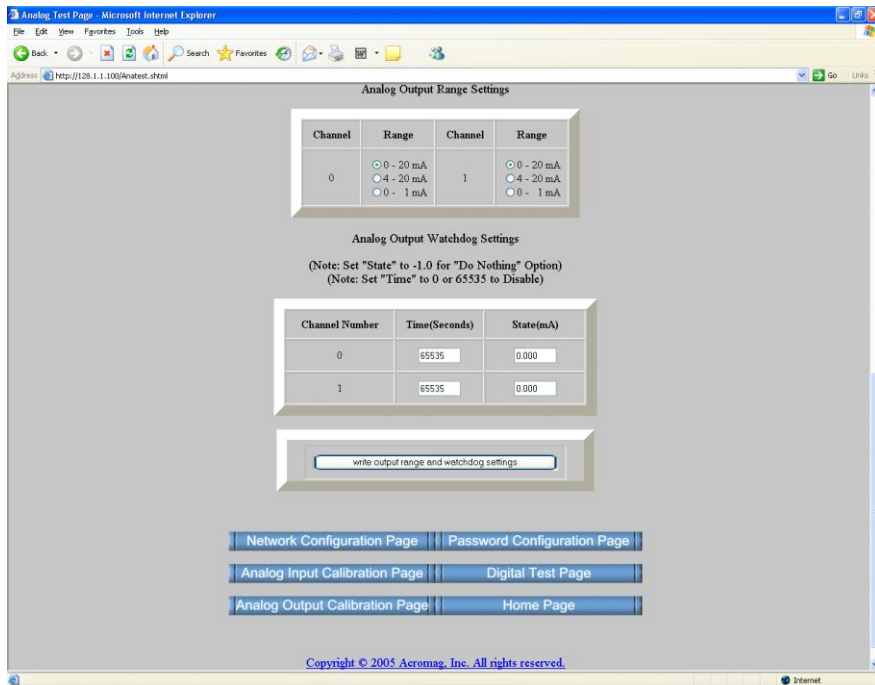 Analog Test Page - Microsoft Internet Explorer
File Edit View Favorites Tools Help
Back Search Favorites
Address http://128.1.1.100/Anatest.shtml Go Links
Analog Output Range Settings
Channel Range Channel Range
0 - 20 mA 0 - 20 mA
0 4 - 20 mA 1 4 - 20 mA
0 - 1 mA 0 - 1 mA
Analog Output Watchdog Settings
(Note: Set "State" to -1.0 for "Do Nothing" Option)
(Note: Set "Time" to 0 or 65535 to Disable)
Channel Number Time(Seconds) State(mA)
0 65535 0.000
1 65535 0.000
write output range and watchdog settings
Network Configuration Page Password Configuration Page
Analog Input Calibration Page Digital Test Page
Analog Output Calibration Page Home Page
Copyright © 2005 Acromag, Inc. All rights reserved.
Internet